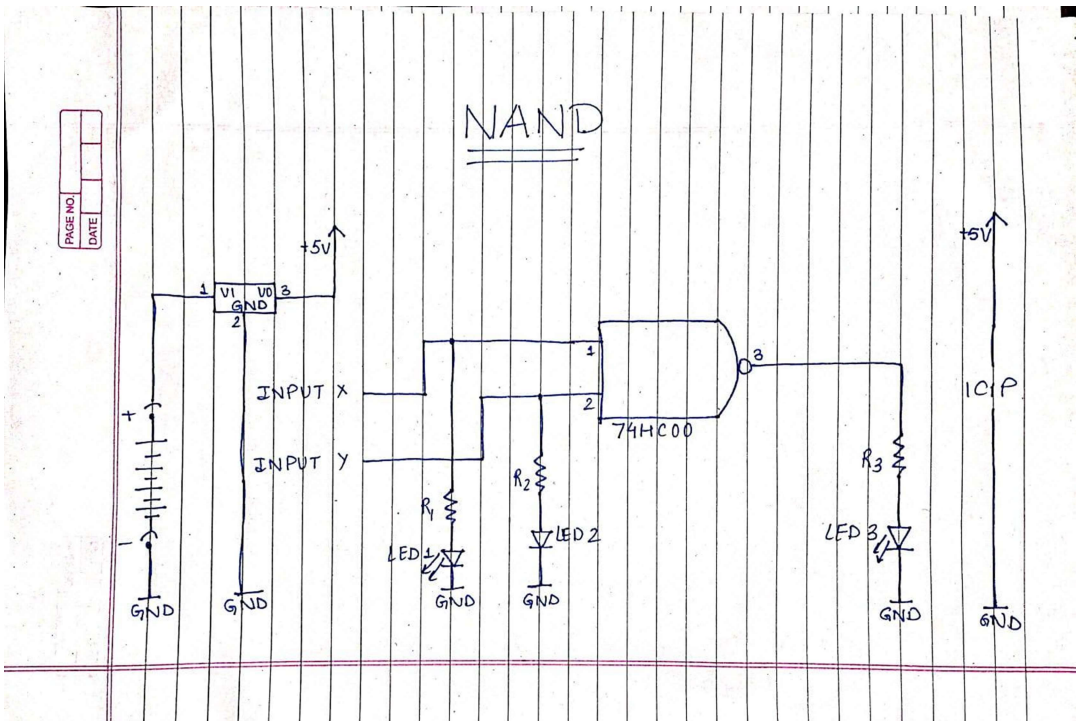 PAGE NO.
DATE
NAND
+5V
+5V
1 VI VO 3
GND
2
1
3
INPUT X
2
ICP
74HC00
+
INPUT Y
R2
R3
R1
LED 2
LED 3
LED 1
-
GND
GND
GND
GND
GND
GND